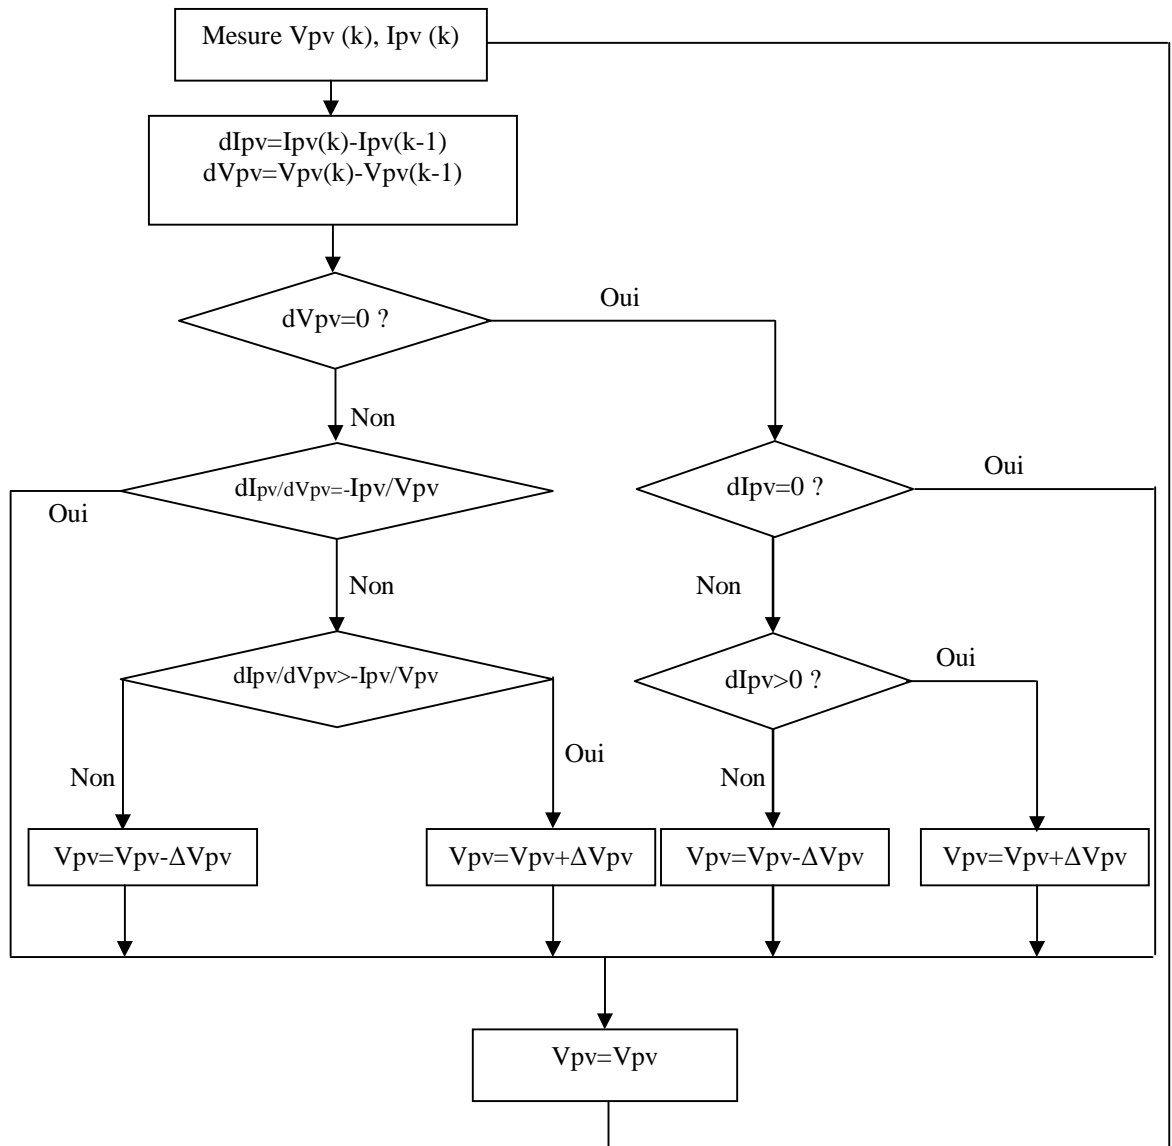 Mesure Vpv (k), Ipv (k)
dIpv=Ipv(k)-Ipv(k-1)
dVpv=Vpv(k)-Vpv(k-1)
dVpv=0 ?
Oui
Non
dIpv/dVpv=-Ipv/Vpv
Oui
dIpv=0 ?
Oui
Non
Non
dIpv/dVpv>-Ipv/Vpv
dIpv>0 ?
Oui
Non
Oui
Non
Vpv=Vpv-ΔVpv
Vpv=Vpv+ΔVpv
Vpv=Vpv-ΔVpv
Vpv=Vpv+ΔVpv
Vpv=Vpv